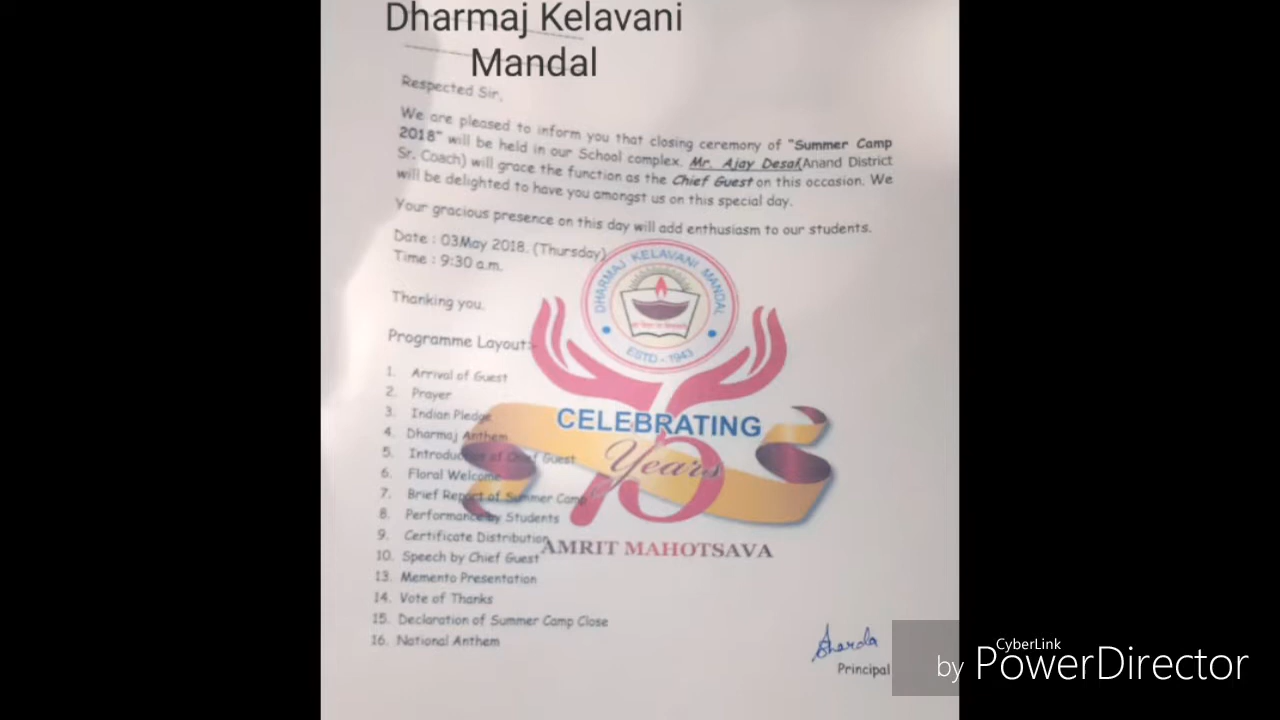 Dharmaj Kelavani
Mandal
Respected Sir,
We are pleased to inform you that closing ceremony of "Summer Camp
2018" will be held in our School complex. Mr. Ajay Desai(Anand District
Sr. Coach) will grace the function as the Chief Guest on this occasion. We
will be delighted to have you amongst us on this special day.
Your gracious presence on this day will add enthusiasm to our students.
Date : 03May 2018. (Thursday)
Time : 9:30 a.m.
Thanking you.
Programme Layout:-
1. Arrival of Guest
2. Prayer
3. Indian Pledge
4. Dharmaj Anthem
5. Introduction of Chief Guest
6. Floral Welcome
7. Brief Report of Summer Camp
8. Performance by Students
9. Certificate Distribution
10. Speech by Chief Guest
13. Memento Presentation
14. Vote of Thanks
15. Declaration of Summer Camp Close
16. National Anthem
DHARMAJ KELAVANI MANDAL
ESTD - 1943
CELEBRATING
75
Years
AMRIT MAHOTSAVA
Sharda
Principal
by CyberLink PowerDirector